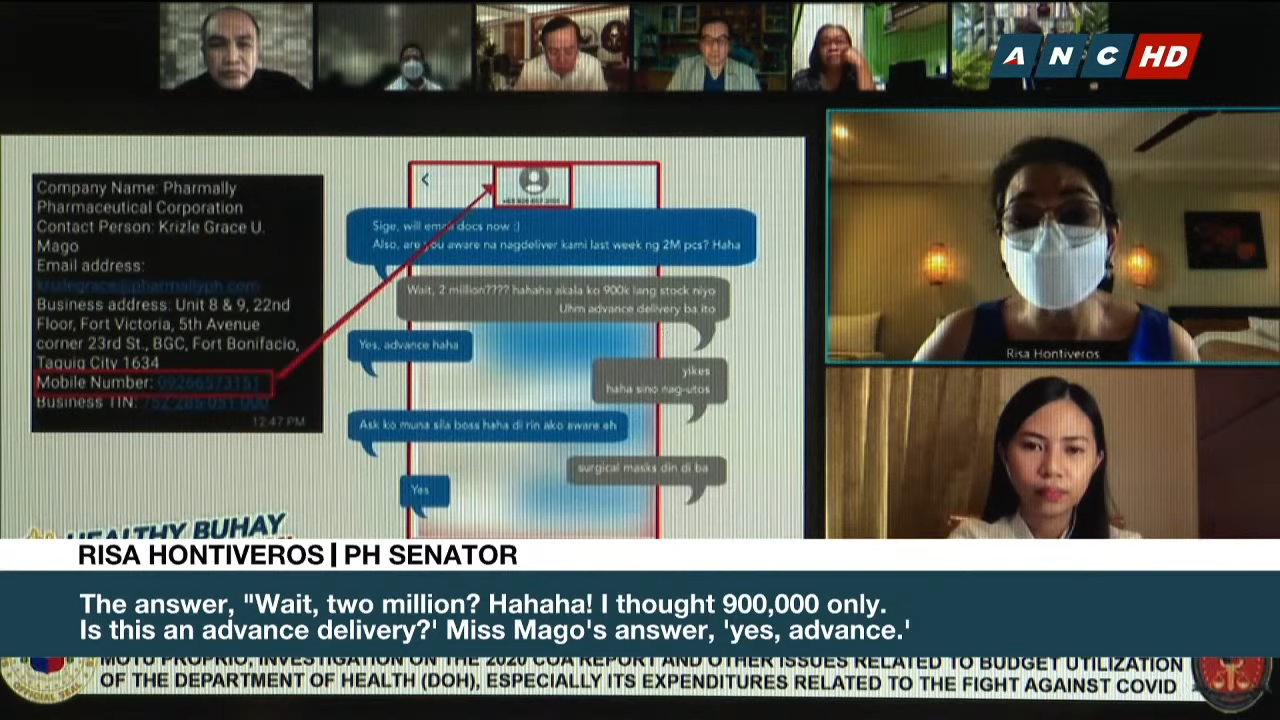 ANC HD
Company Name: Pharmally
Pharmaceutical Corporation
Contact Person: Krizle Grace U.
Mago
Email address:
krizlegrace@pharmallyph.com
Business address: Unit 8 & 9, 22nd
Floor, Fort Victoria, 5th Avenue
corner 23rd St., BGC, Fort Bonifacio,
Taguig City 1634
Mobile Number:
Business TIN:
12:47 PM
Sige, will email docs now :)
Also, are you aware na nagdeliver kami last week ng 2M pcs? Haha
Wait, 2 million???? hahaha akala ko 900k lang stock niyo
Uhm advance delivery ba ito
Yes, advance haha
yikes
haha sino nag-utos
Ask ko muna sila boss haha di rin ako aware eh
surgical masks din di ba
Yes
HEALTHY BUHAY
Risa Hontiveros
RISA HONTIVEROS | PH SENATOR
The answer, "Wait, two million? Hahaha! I thought 900,000 only.
Is this an advance delivery?' Miss Mago's answer, 'yes, advance.'
MOTU PROPRIO, INVESTIGATION ON THE 2020 COA REPORT AND OTHER ISSUES RELATED TO BUDGET UTILIZATION
OF THE DEPARTMENT OF HEALTH (DOH), ESPECIALLY ITS EXPENDITURES RELATED TO THE FIGHT AGAINST COVID
OFFICIAL SEAL